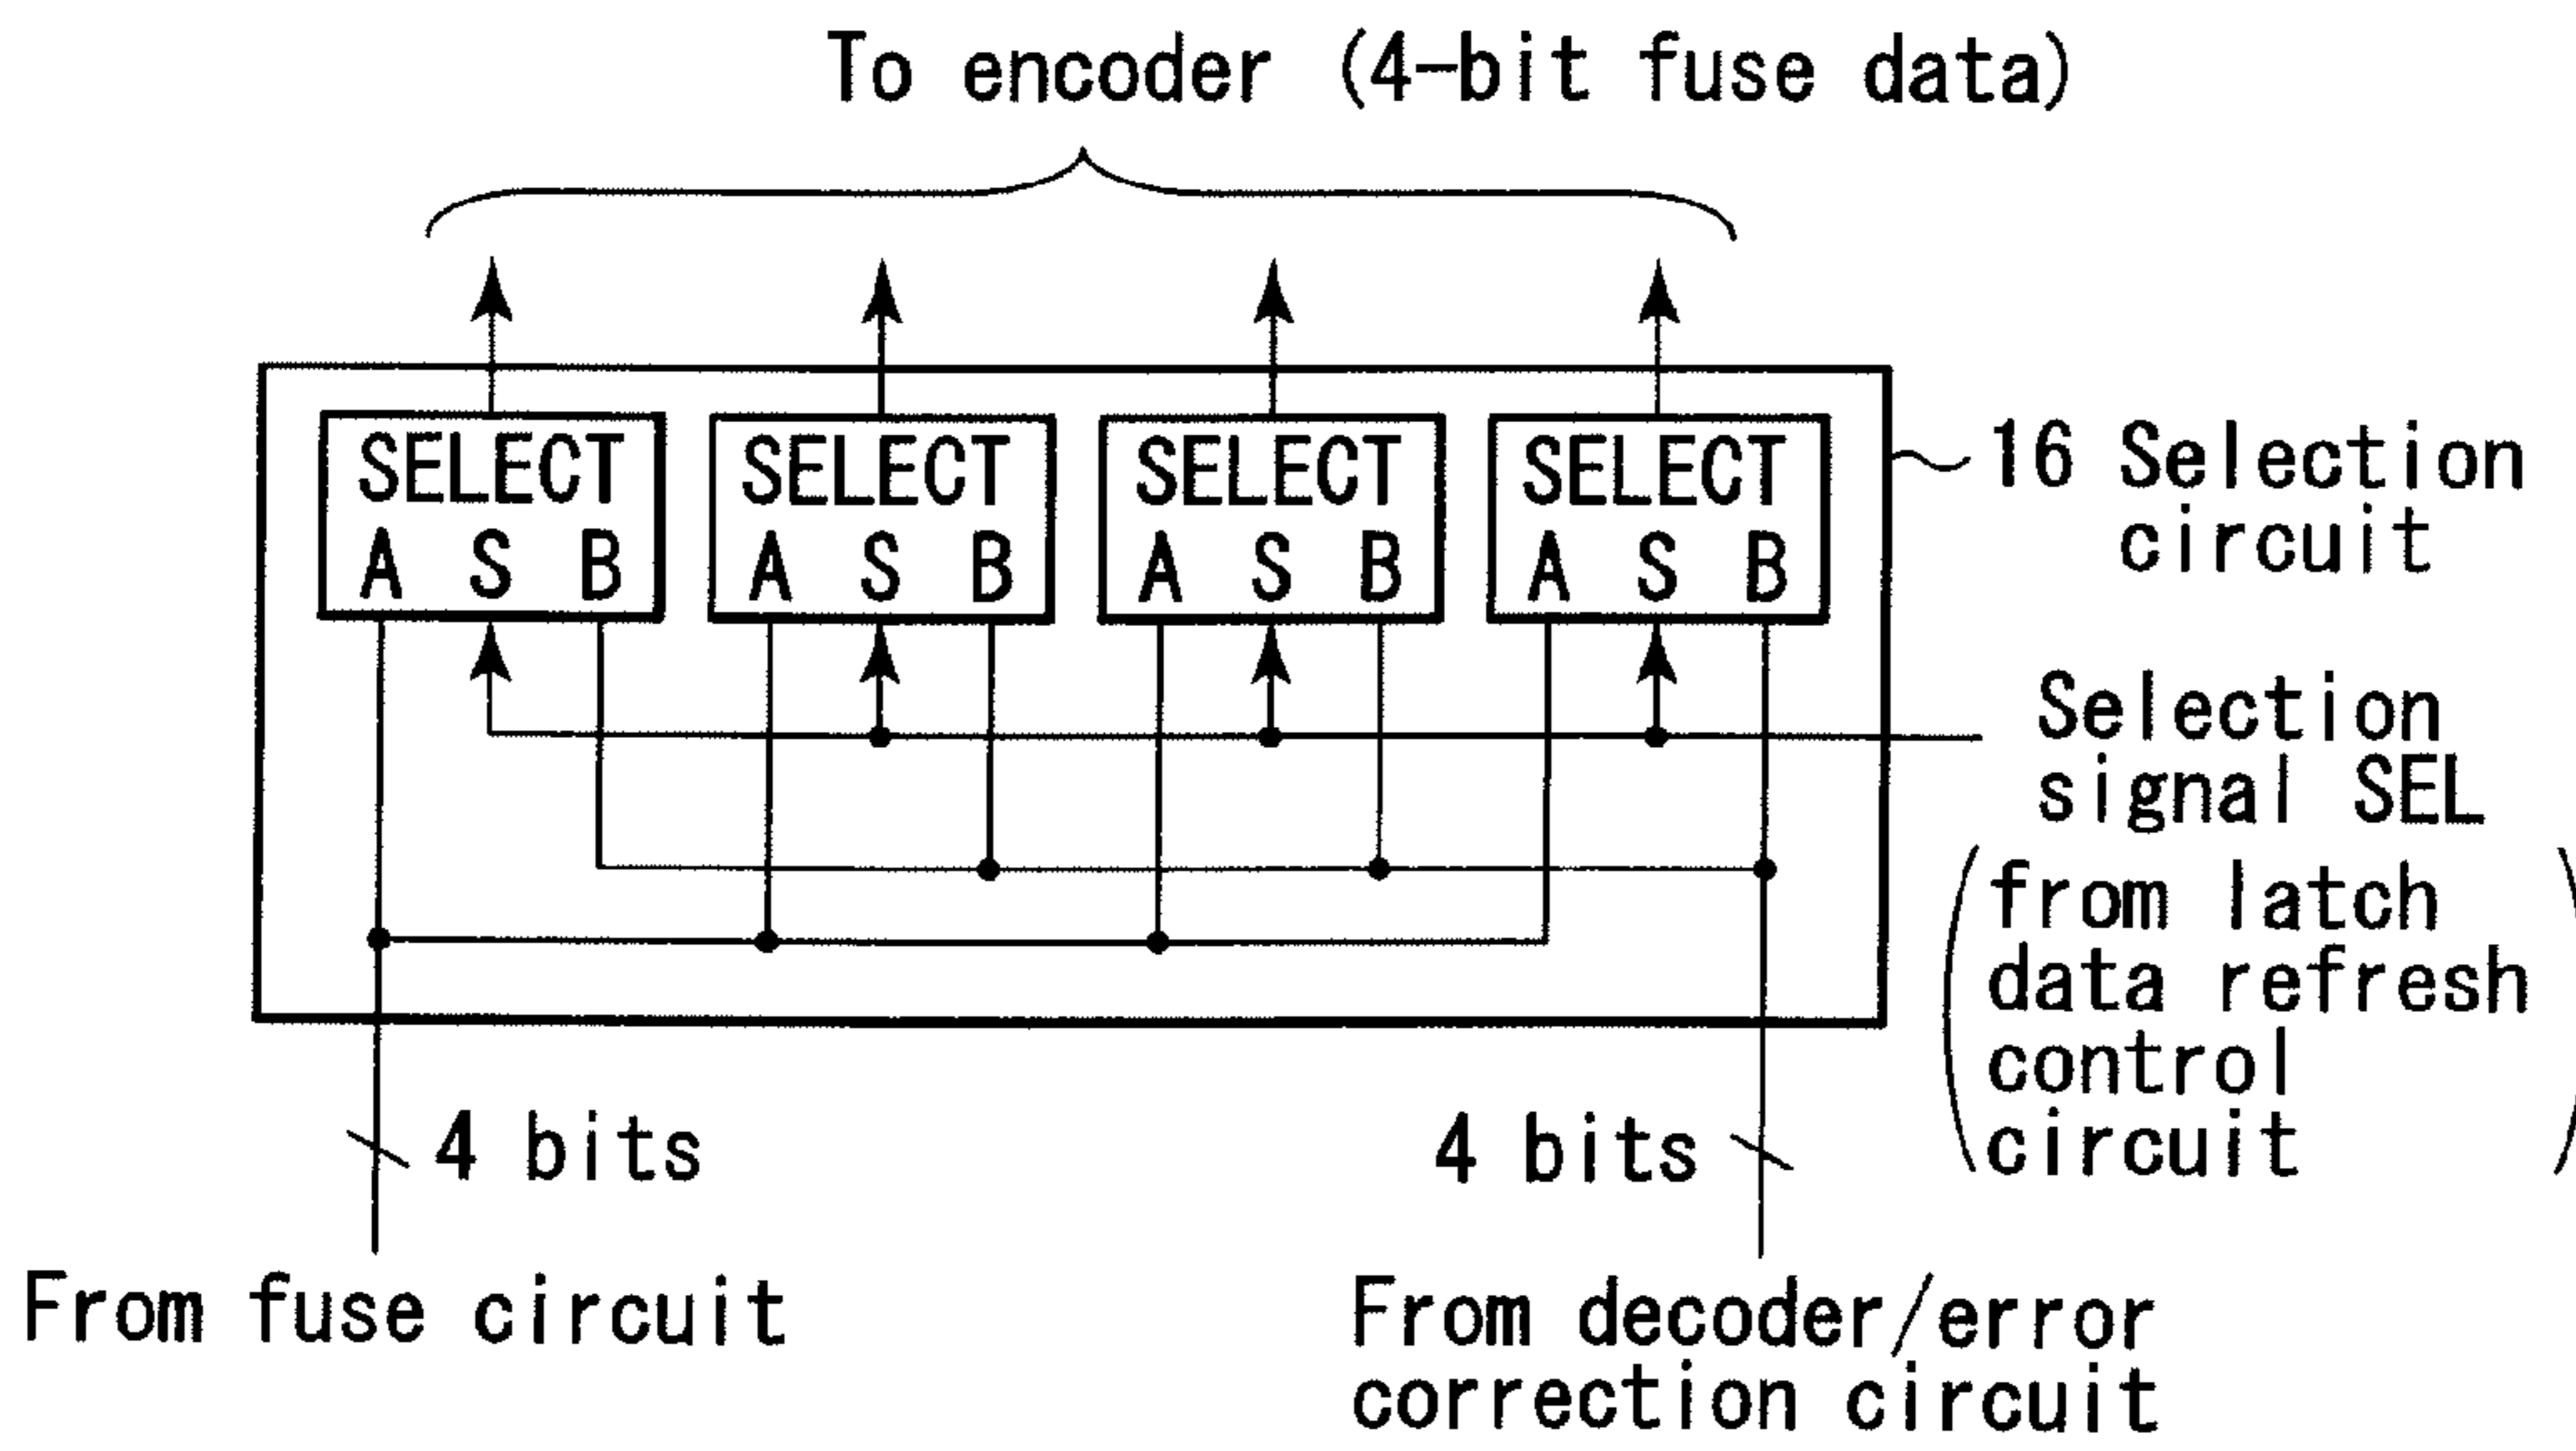 To encoder (4-bit fuse data)
SELECT SELECT SELECT SELECT
A S B A S B A S B A S B
16 Selection
circuit
Selection
signal SEL
(from latch
data refresh
control
circuit)
4 bits
4 bits
From fuse circuit
From decoder/error
correction circuit